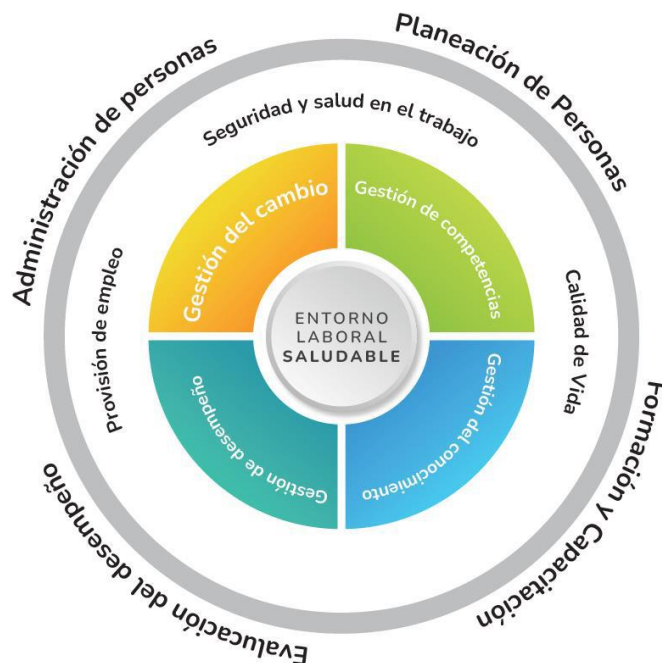 Administración de personas
Planeación de Personas
Formación y Capacitación
Evalucación del desempeño
Seguridad y salud en el trabajo
Calidad de Vida
Provisión de empleo
Gestión del cambio
Gestión de competencias
Gestión del conocimiento
Gestión de desempeño
ENTORNO
LABORAL
SALUDABLE